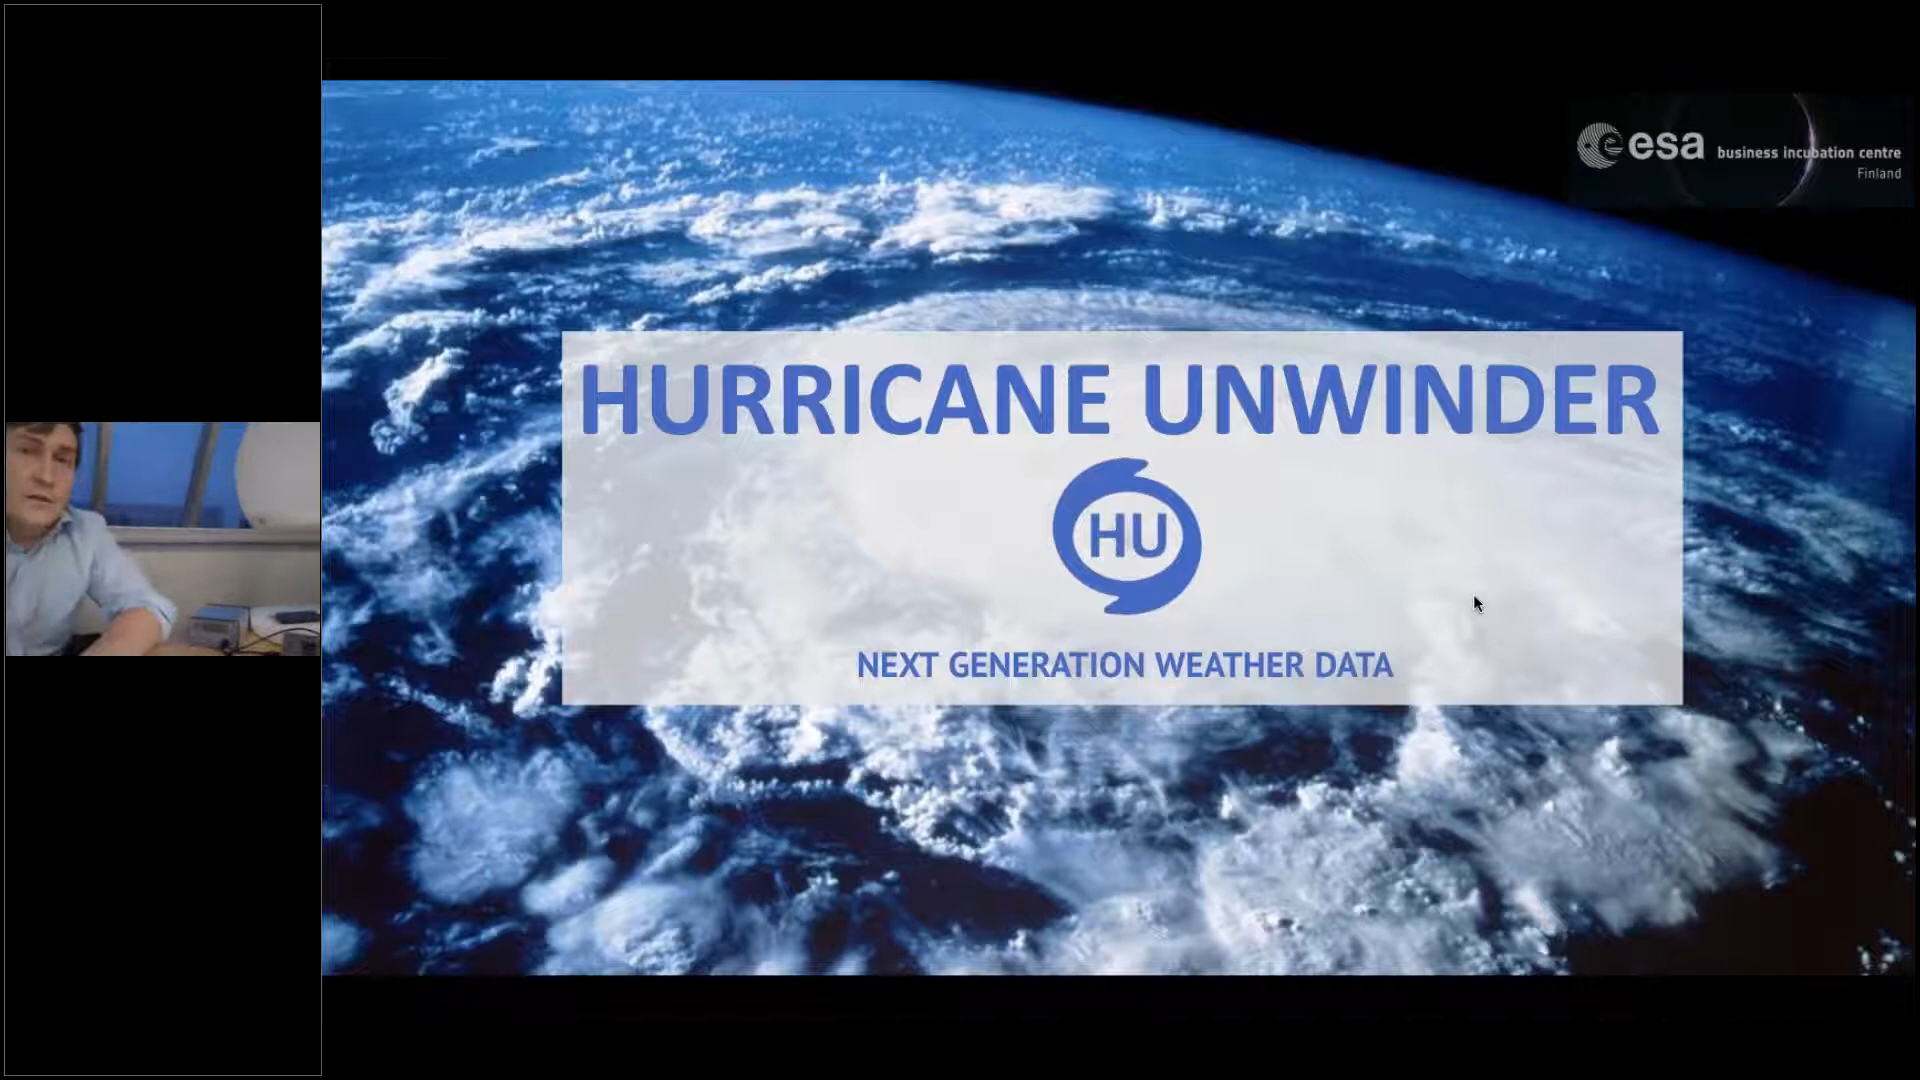 esa business incubation centre
Finland
HURRICANE UNWINDER
HU
NEXT GENERATION WEATHER DATA